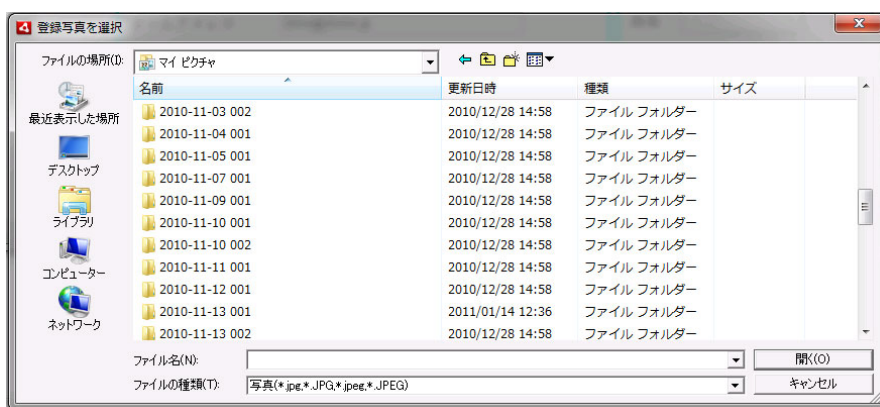 登録写真を選択
ファイルの場所(I): マイ ピクチャ
名前 更新日時 種類 サイズ
2010-11-03 002 2010/12/28 14:58 ファイル フォルダー
2010-11-04 001 2010/12/28 14:58 ファイル フォルダー
2010-11-05 001 2010/12/28 14:58 ファイル フォルダー
2010-11-07 001 2010/12/28 14:58 ファイル フォルダー
2010-11-09 001 2010/12/28 14:58 ファイル フォルダー
2010-11-10 001 2010/12/28 14:58 ファイル フォルダー
2010-11-10 002 2010/12/28 14:58 ファイル フォルダー
2010-11-11 001 2010/12/28 14:58 ファイル フォルダー
2010-11-12 001 2010/12/28 14:58 ファイル フォルダー
2010-11-13 001 2011/01/14 12:36 ファイル フォルダー
2010-11-13 002 2010/12/28 14:58 ファイル フォルダー
最近表示した場所
デスクトップ
ライブラリ
コンピューター
ネットワーク
ファイル名(N): 開く(O)
ファイルの種類(T): 写真(*.jpg,*.JPG,*.jpeg,*.JPEG) キャンセル